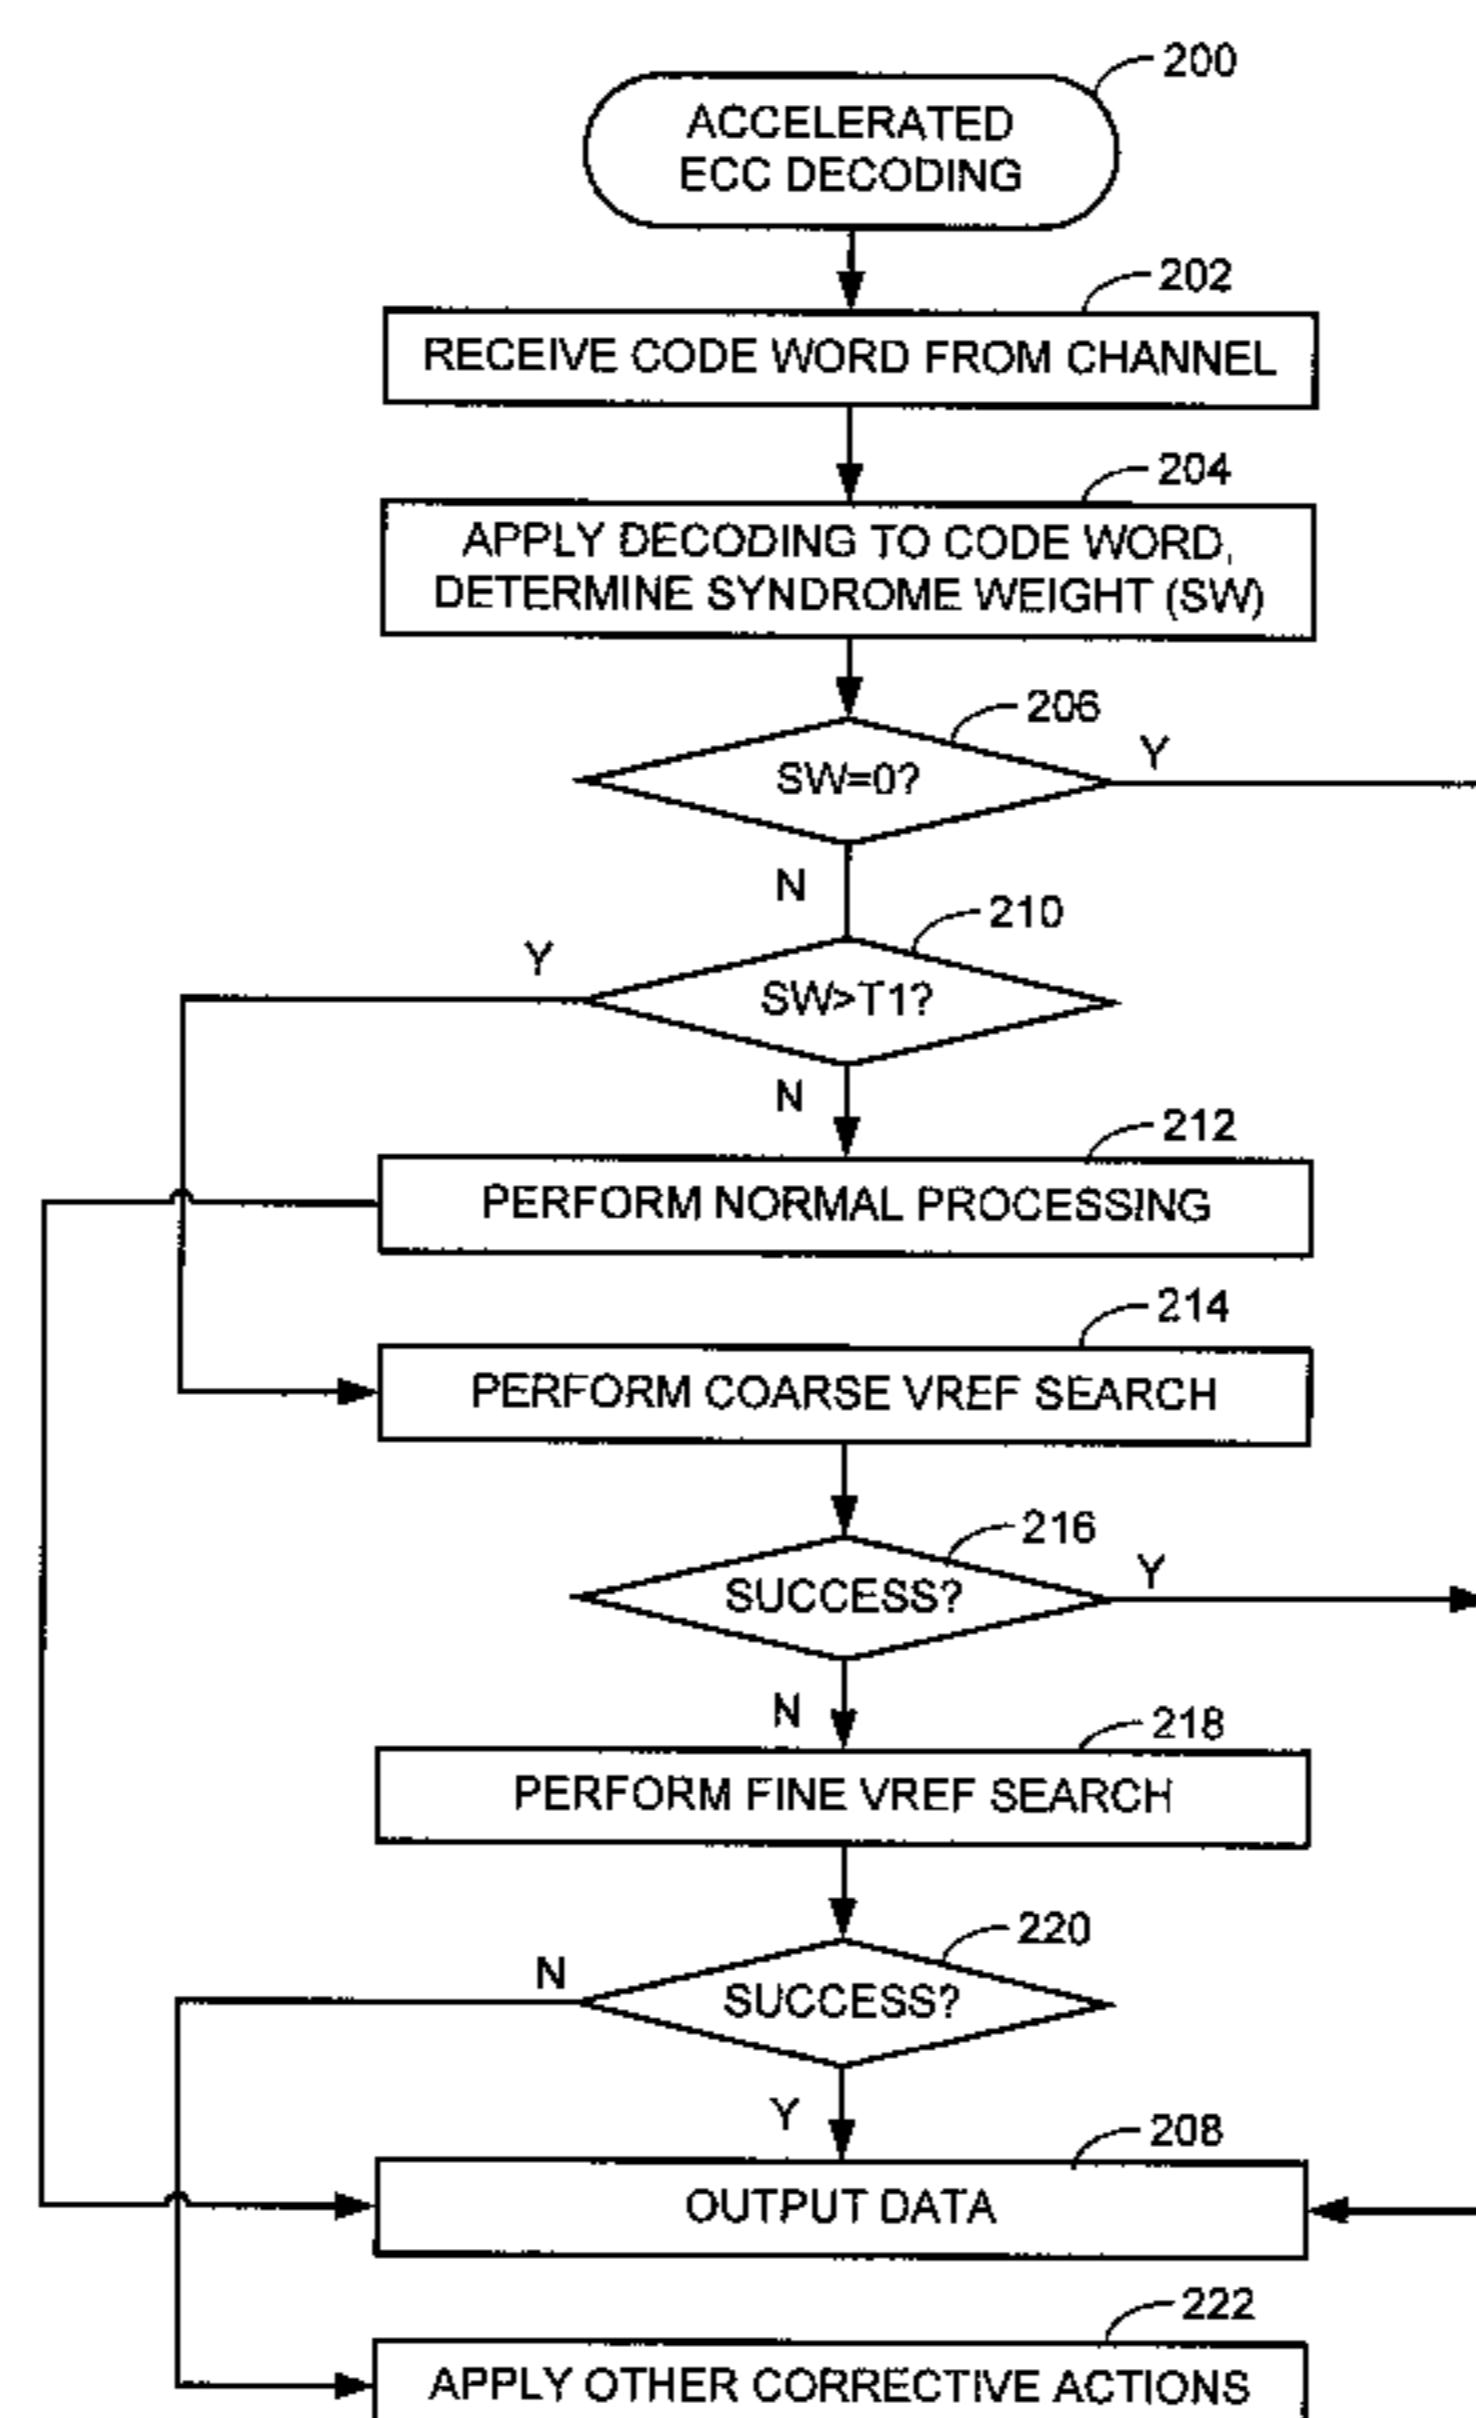 200
ACCELERATED
ECC DECODING
202
RECEIVE CODE WORD FROM CHANNEL
204
APPLY DECODING TO CODE WORD,
DETERMINE SYNDROME WEIGHT (SW)
206
SW=0?
Y
N
210
Y
SW>T1?
N
212
PERFORM NORMAL PROCESSING
214
PERFORM COARSE VREF SEARCH
216
SUCCESS?
Y
N
218
PERFORM FINE VREF SEARCH
220
N
SUCCESS?
Y
208
OUTPUT DATA
222
APPLY OTHER CORRECTIVE ACTIONS